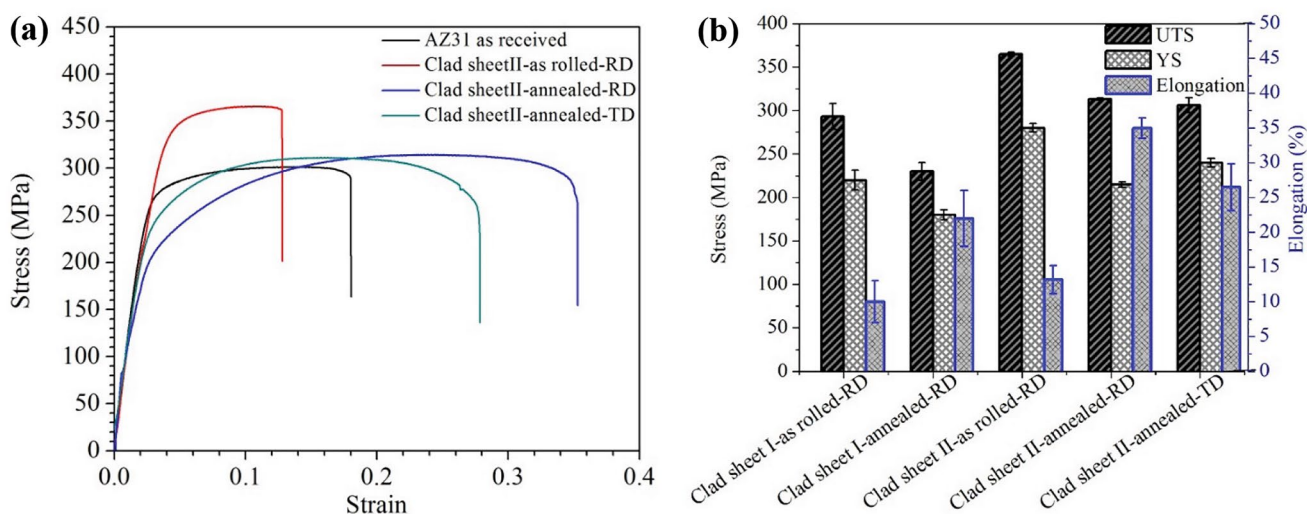 (a)
450
400
350
300
250
200
150
100
50
0
Stress (MPa)
AZ31 as received
Clad sheetII-as rolled-RD
Clad sheetII-annealed-RD
Clad sheetII-annealed-TD
0.0 0.1 0.2 0.3 0.4
Strain
(b)
400
350
300
250
200
150
100
50
0
Stress (MPa)
UTS
YS
Elongation
50
45
40
35
30
25
20
15
10
5
0
Elongation (%)
Clad sheet I-as rolled-RD
Clad sheet I-annealed-RD
Clad sheet II-as rolled-RD
Clad sheet II-annealed-RD
Clad sheet II-annealed-TD